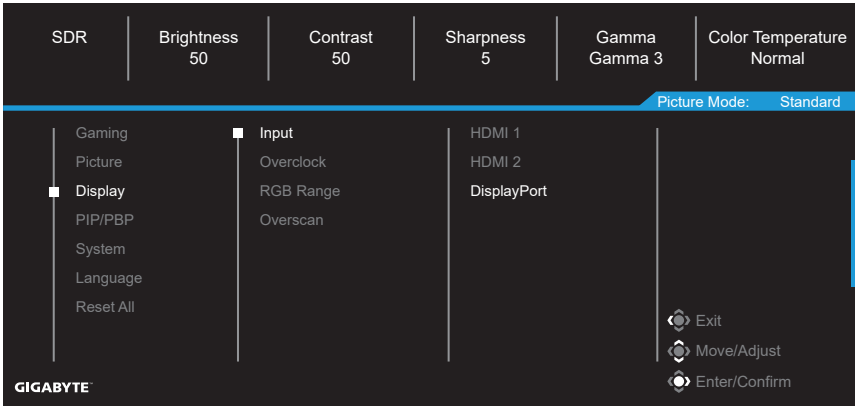 SDR Brightness Contrast Sharpness Gamma Color Temperature
50 50 5 Gamma 3 Normal
Picture Mode: Standard
Gaming Input HDMI 1
Picture Overclock HDMI 2
Display RGB Range DisplayPort
PIP/PBP Overscan
System
Language
Reset All
Exit
Move/Adjust
Enter/Confirm
GIGABYTE™